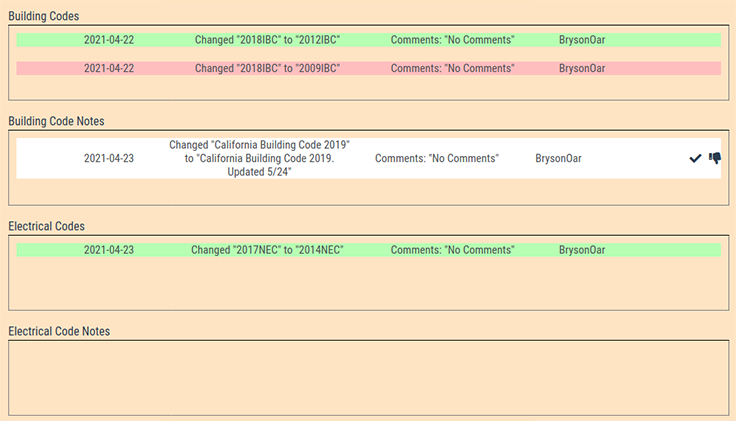 Building Codes
2021-04-22 Changed "2018IBC" to "2012IBC" Comments: "No Comments" BrysonOar
2021-04-22 Changed "2018IBC" to "2009IBC" Comments: "No Comments" BrysonOar
Building Code Notes
2021-04-23 Changed "California Building Code 2019" Comments: "No Comments" BrysonOar
to "California Building Code 2019.
Updated 5/24"
Electrical Codes
2021-04-23 Changed "2017NEC" to "2014NEC" Comments: "No Comments" BrysonOar
Electrical Code Notes